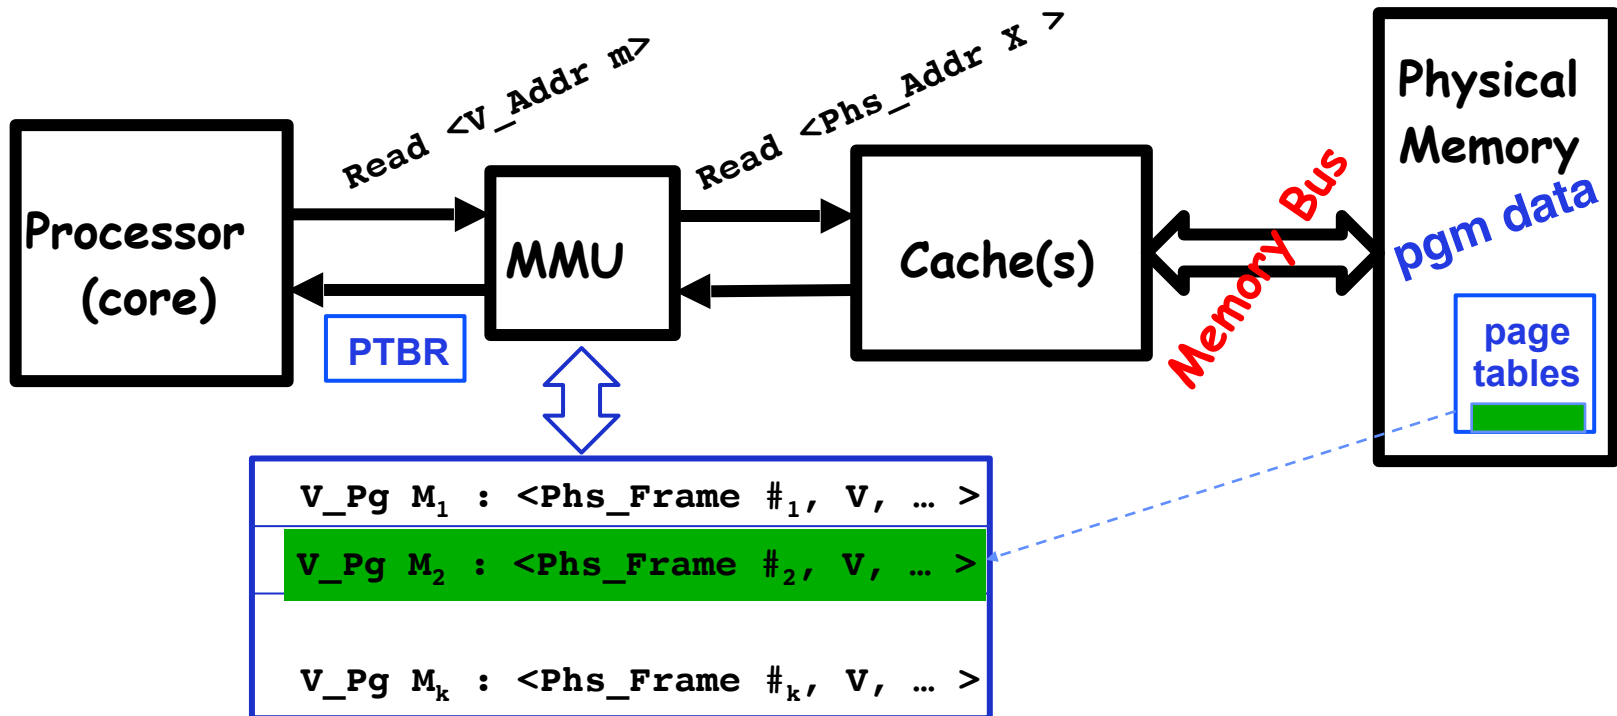 Read <V_Addr m>
Read <Phs_Addr X >
Physical
Memory
Processor
(core)
MMU
Cache(s)
Memory Bus
pgm data
PTBR
page
tables
V_Pg M₁ : <Phs_Frame #₁, V, … >
V_Pg M₂ : <Phs_Frame #₂, V, … >
V_Pg Mₖ : <Phs_Frame #ₖ, V, … >